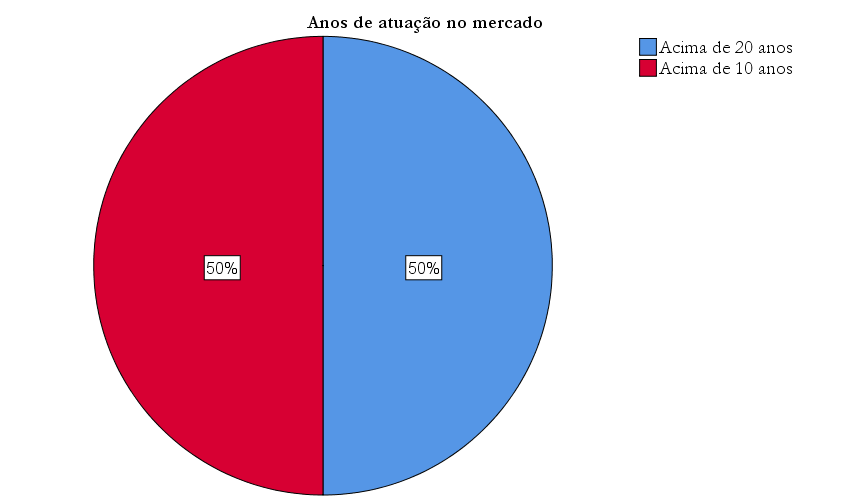 Anos de atuação no mercado
Acima de 20 anos
Acima de 10 anos
50%
50%